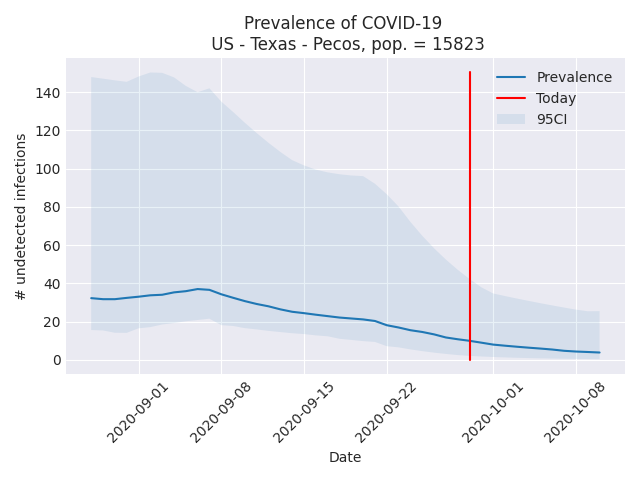 Prevalence of COVID-19
US - Texas - Pecos, pop. = 15823
Prevalence
Today
95CI
# undetected infections
140
120
100
80
60
40
20
0
2020-09-01
2020-09-08
2020-09-15
2020-09-22
2020-10-01
2020-10-08
Date